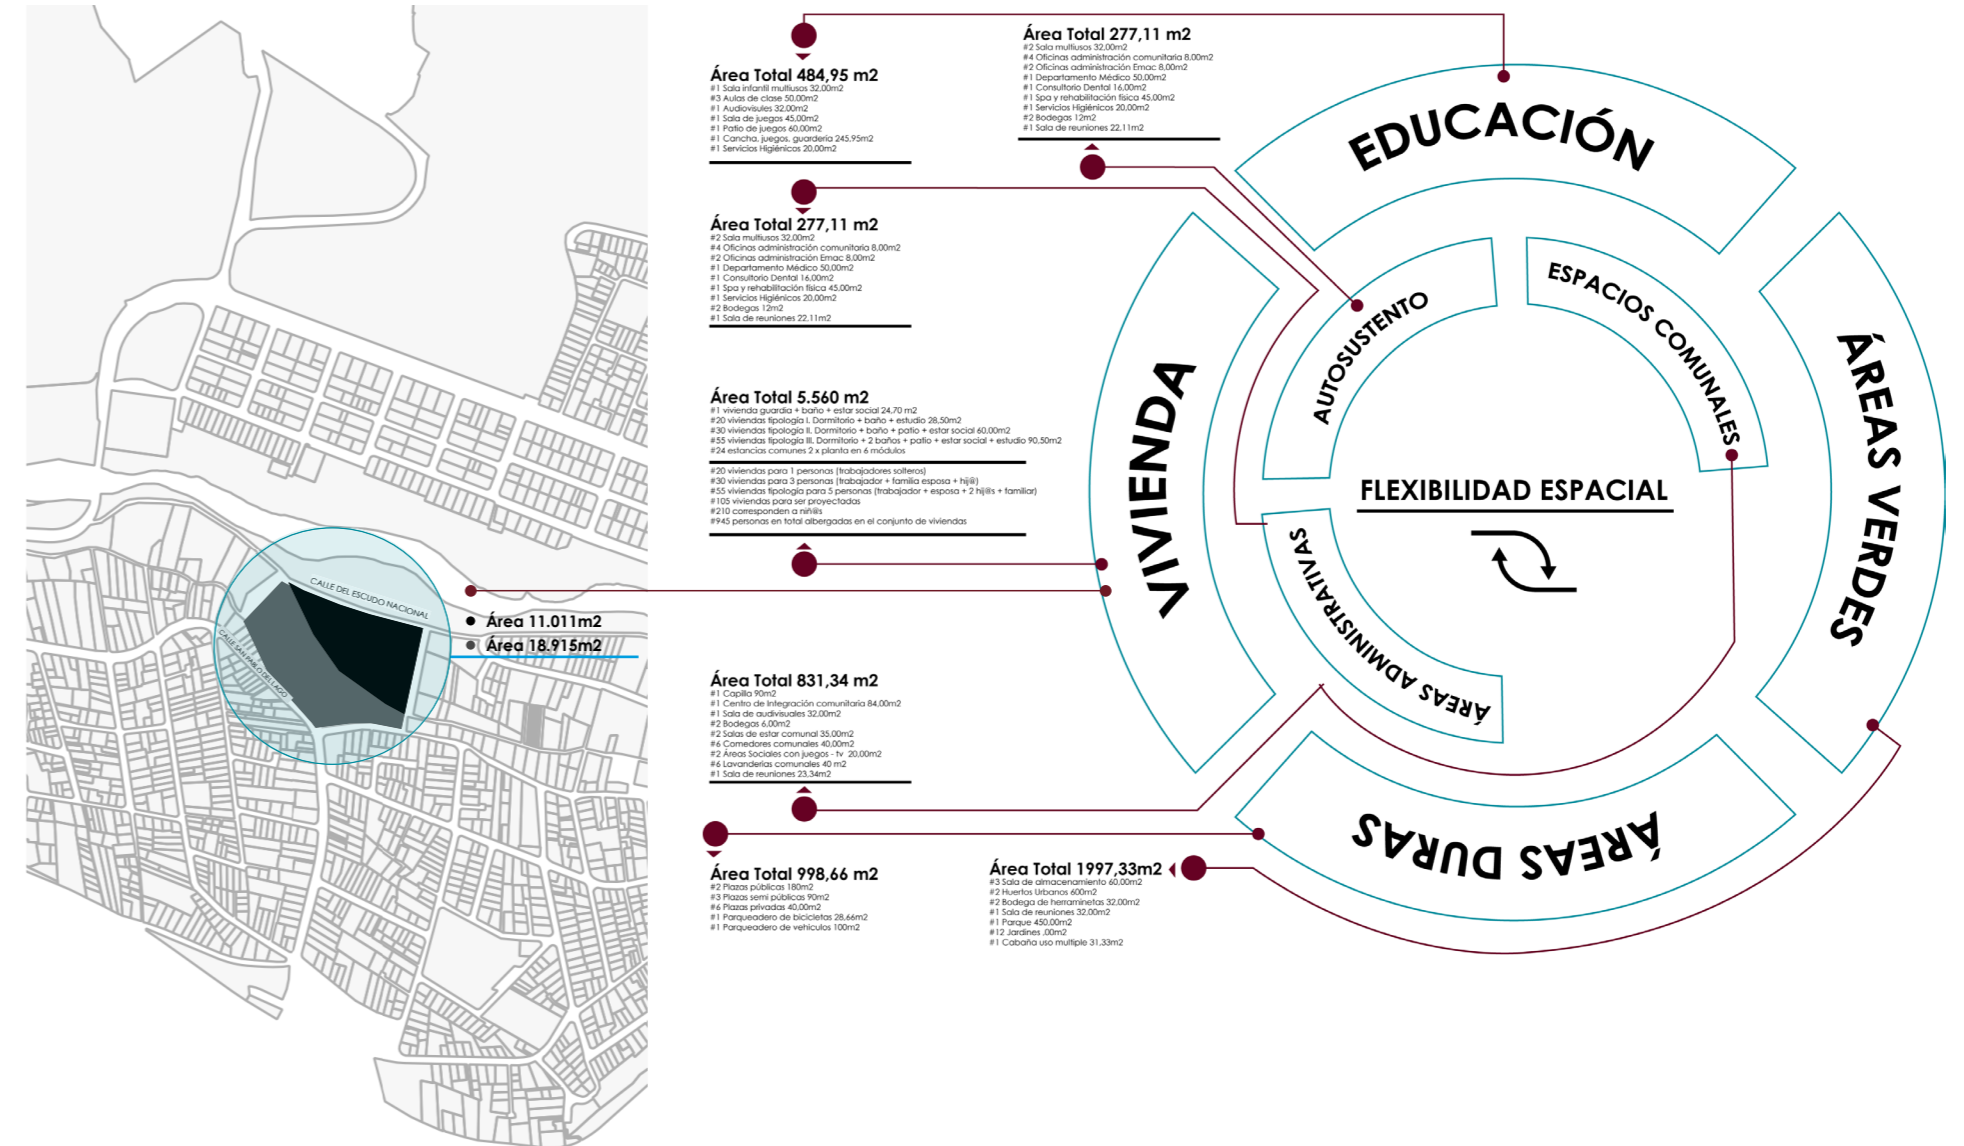 Área Total 484,95 m2
#1 Sala infantil multiusos 32,00m2
#3 Aulas de clase 50,00m2
#1 Audiovisules 32,00m2
#1 Sala de juegos 45,00m2
#1 Patio de juegos 60,00m2
#1 Cancha, juegos, guardería 245,95m2
#1 Servicios Higiénicos 20,00m2
Área Total 277,11 m2
#2 Sala multiusos 32,00m2
#4 Oficinas administración comunitaria 8,00m2
#2 Oficinas administración Emac 8,00m2
#1 Departamento Médico 50,00m2
#1 Consultorio Dental 16,00m2
#1 Spa y rehabilitación física 45,00m2
#1 Servicios Higiénicos 20,00m2
#2 Bodegas 12m2
#1 Sala de reuniones 22,11m2
Área Total 277,11 m2
#2 Sala multiusos 32,00m2
#4 Oficinas administración comunitaria 8,00m2
#2 Oficinas administración Emac 8,00m2
#1 Departamento Médico 50,00m2
#1 Consultorio Dental 16,00m2
#1 Spa y rehabilitación física 45,00m2
#1 Servicios Higiénicos 20,00m2
#2 Bodegas 12m2
#1 Sala de reuniones 22,11m2
Área Total 5.560 m2
#1 vivienda guardia + baño + estar social 24,70 m2
#20 viviendas tipología I. Dormitorio + baño + estudio 28,50m2
#30 viviendas tipología II. Dormitorio + baño + patio + estar social 60,00m2
#55 viviendas tipología III. Dormitorio + 2 baños + patio + estar social + estudio 90,50m2
#24 estancias comunes 2 x planta en 6 módulos
#20 viviendas para 1 personas (trabajadores solteros)
#30 viviendas para 3 personas (trabajador + familia esposa + hij@)
#55 viviendas tipología para 5 personas (trabajador + esposa + 2 hij@s + familiar)
#105 viviendas para ser proyectadas
#210 corresponden a niñ@s
#945 personas en total albergadas en el conjunto de viviendas
CALLE DEL ESCUDO NACIONAL
CALLE SAN PABLO DEL LAGO
Área 11.011m2
Área 18.915m2
Área Total 831,34 m2
#1 Capilla 90m2
#1 Centro de Integración comunitaria 84,00m2
#1 Sala de audivisuales 32,00m2
#2 Bodegas 6,00m2
#2 Salas de estar comunal 35,00m2
#6 Comedores comunales 40,00m2
#2 Áreas Sociales con juegos - tv 20,00m2
#6 Lavanderias comunales 40 m2
#1 Sala de reuniones 23,34m2
Área Total 998,66 m2
#2 Plazas públicas 180m2
#3 Plazas semi públicas 90m2
#6 Plazas privadas 40,00m2
#1 Parqueadero de bicicletas 28,66m2
#1 Parqueadero de vehículos 100m2
Área Total 1997,33m2
#3 Sala de almacenamiento 60,00m2
#2 Huertos Urbanos 600m2
#2 Bodega de herraminetas 32,00m2
#1 Sala de reuniones 32,00m2
#1 Parque 450,00m2
#12 Jardines ,00m2
#1 Cabaña uso multiple 31,33m2
EDUCACIÓN
ÁREAS VERDES
ÁREAS DURAS
VIVIENDA
AUTOSUSTENTO
ESPACIOS COMUNALES
ÁREAS ADMINISTRATIVAS
FLEXIBILIDAD ESPACIAL